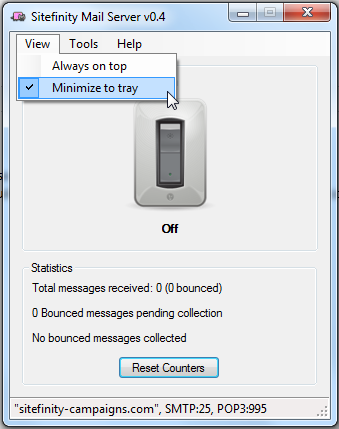 Sitefinity Mail Server v0.4
View Tools Help
Always on top
Minimize to tray
Off
Statistics
Total messages received: 0 (0 bounced)
0 Bounced messages pending collection
No bounced messages collected
Reset Counters
"sitefinity-campaigns.com", SMTP:25, POP3:995